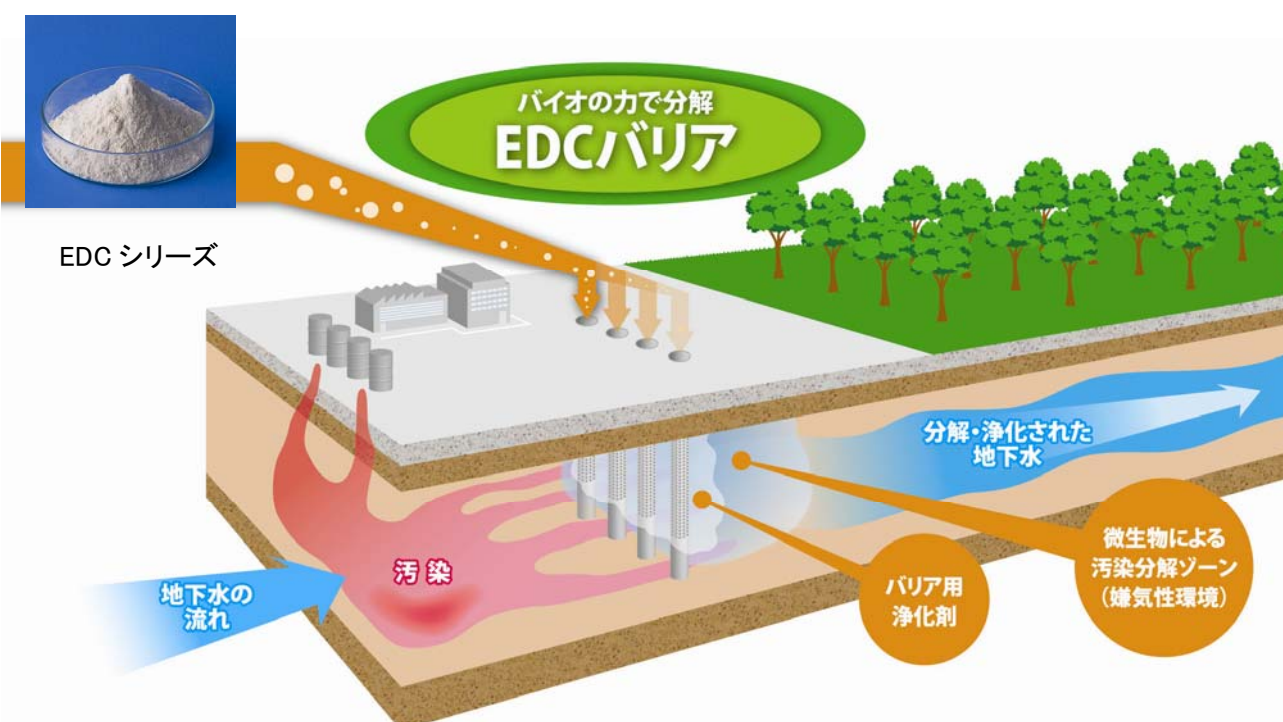 バイオの力で分解
EDCバリア
EDC シリーズ
分解・浄化された
地下水
汚染
地下水の
流れ
バリア用
浄化剤
微生物による
汚染分解ゾーン
(嫌気性環境)